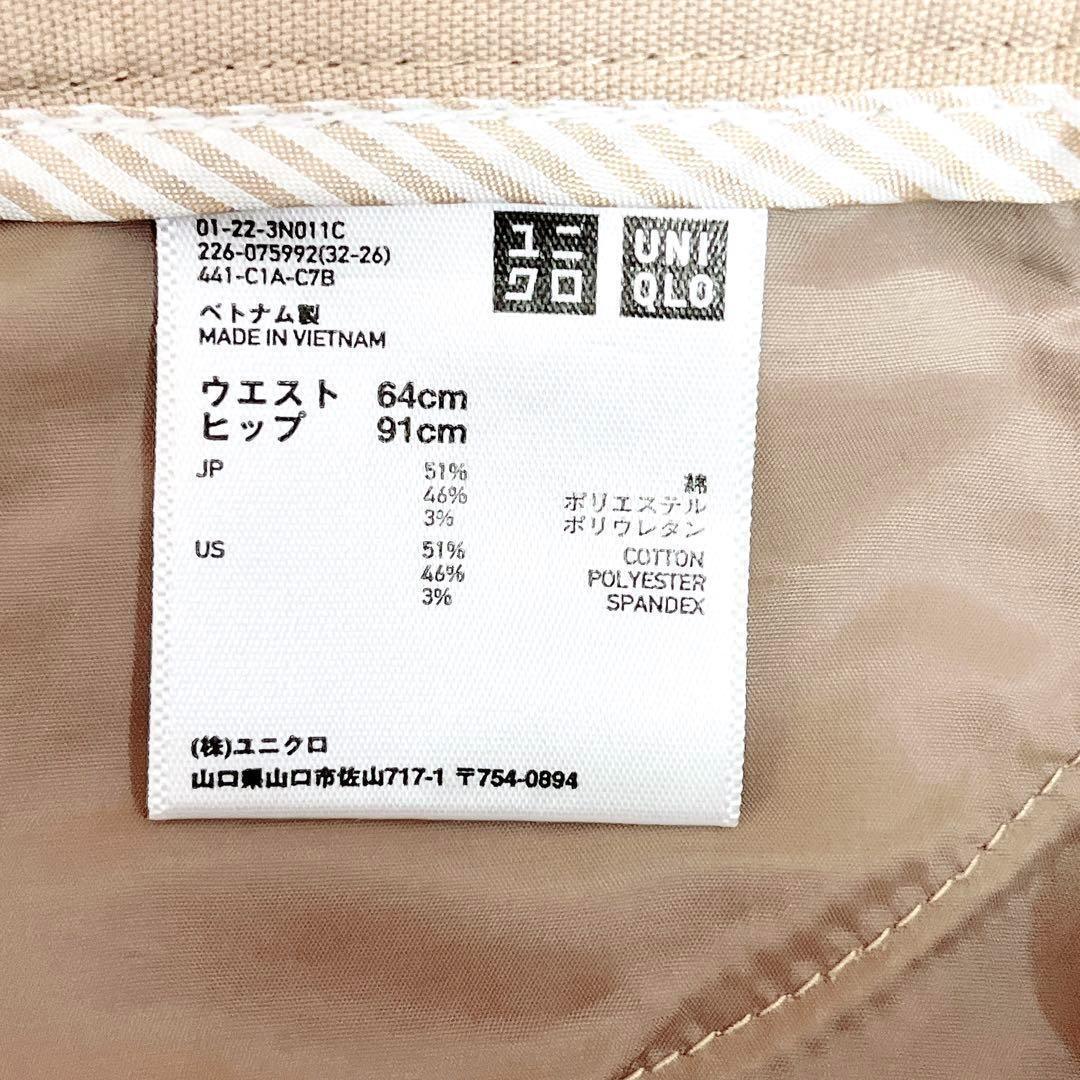 01-22-3N011C
226-075992(32-26)
441-C1A-C7B
ユニ
クロ
UNI
QLO
ベトナム製
MADE IN VIETNAM
ウエスト 64cm
ヒップ 91cm
JP 51% 綿
46% ポリエステル
3% ポリウレタン
US 51% COTTON
46% POLYESTER
3% SPANDEX
(株)ユニクロ
山口県山口市佐山717-1 〒754-0894